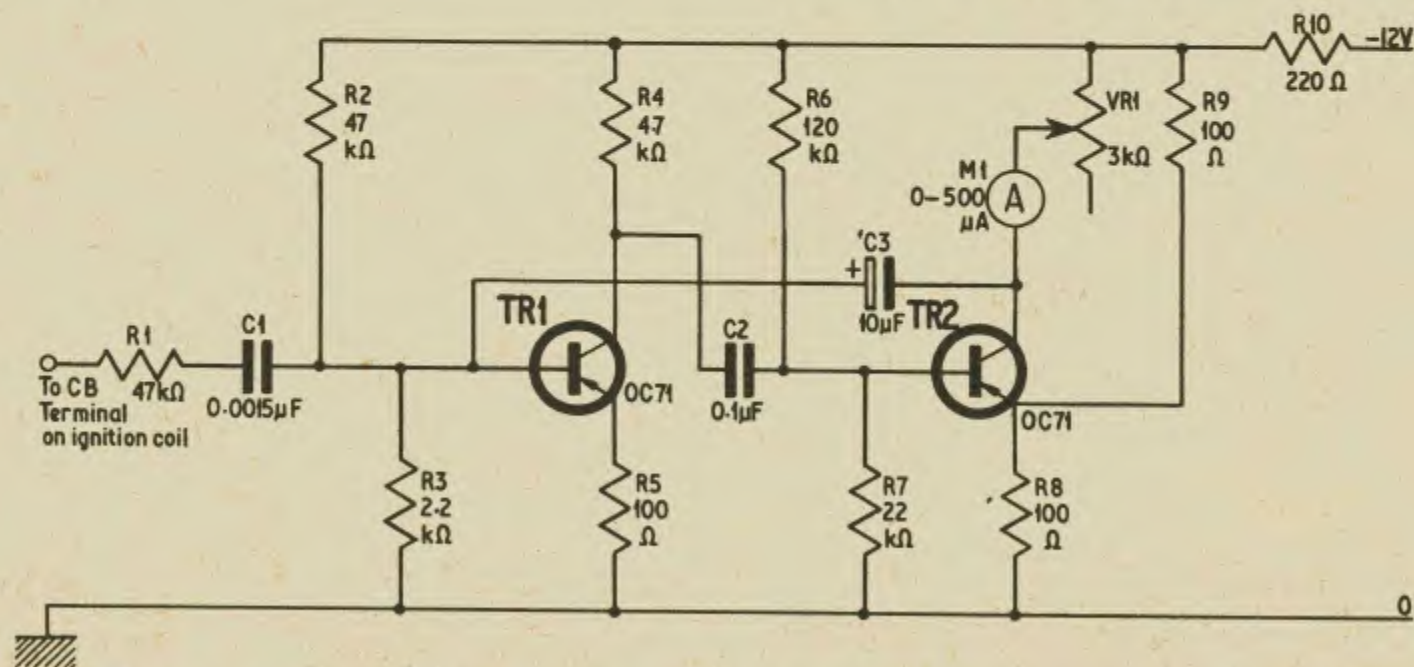 R10
-12V
220 Ω
R2
47
kΩ
R4
4.7
kΩ
R6
120
kΩ
VR1
3kΩ
R9
100
Ω
M1
0-500
µA
A
C3
+
10µF
TR1
TR2
R1
47kΩ
C1
0.0015µF
To CB
Terminal
on ignition coil
OC71
C2
0.1µF
OC71
R3
2.2
kΩ
R5
100
Ω
R7
22
kΩ
R8
100
Ω
0